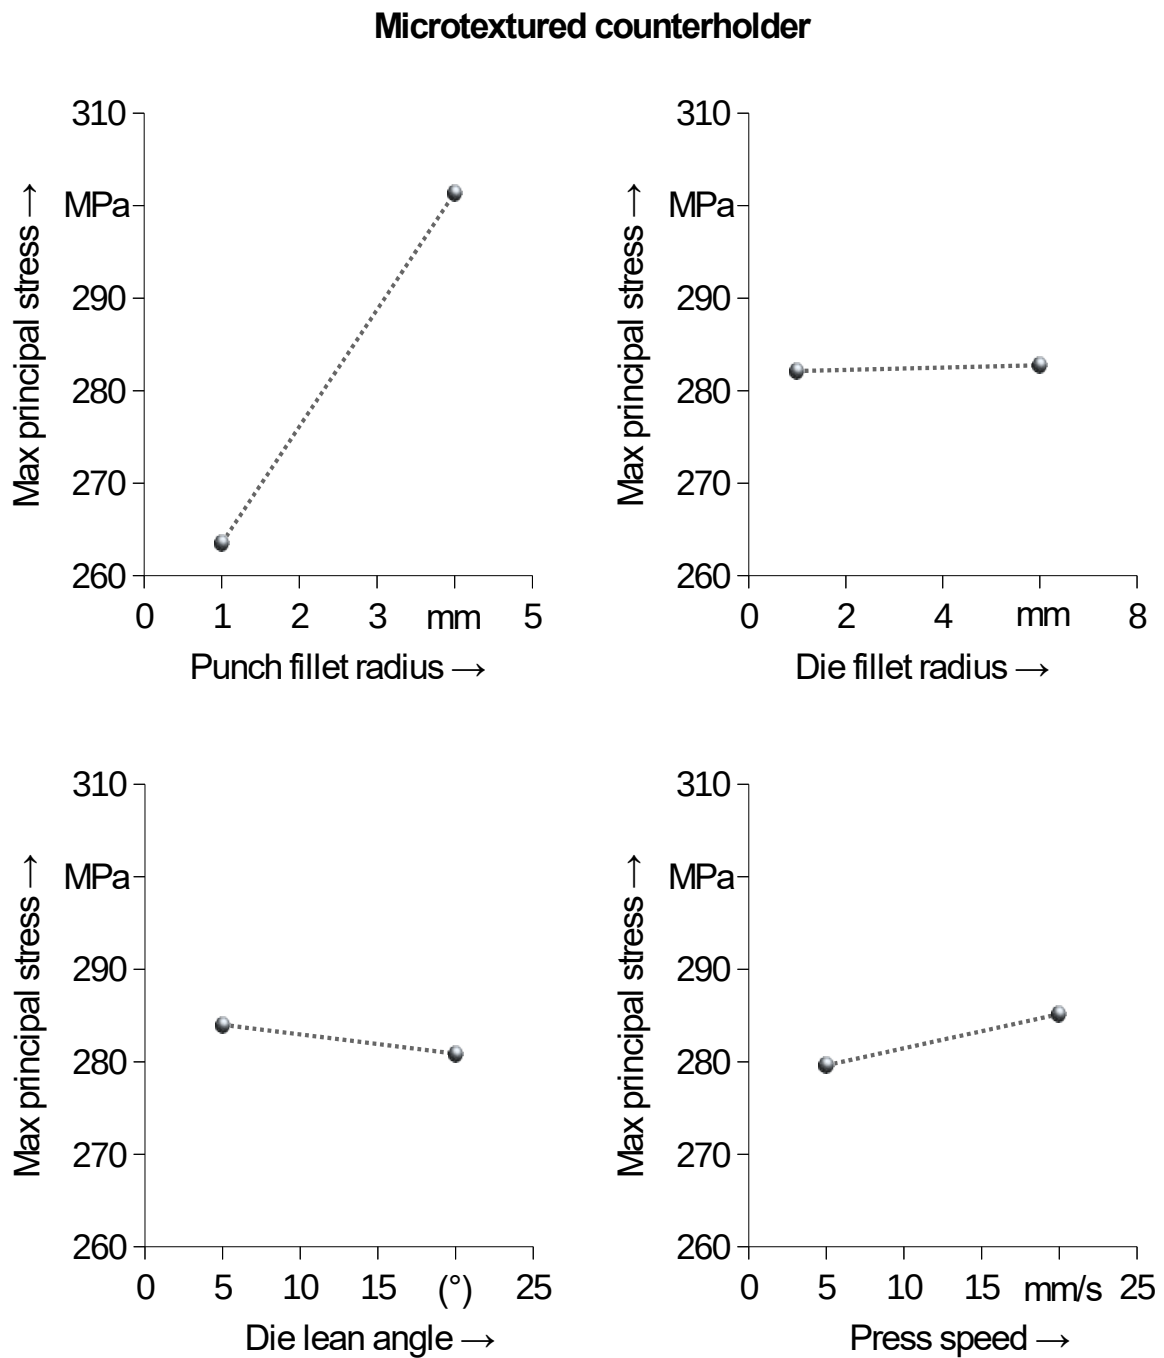 Microtextured counterholder
310
MPa
290
280
270
260
Max principal stress →
0 1 2 3 mm 5
Punch fillet radius →
310
MPa
290
280
270
260
Max principal stress →
0 2 4 mm 8
Die fillet radius →
310
MPa
290
280
270
260
Max principal stress →
0 5 10 15 (°) 25
Die lean angle →
310
MPa
290
280
270
260
Max principal stress →
0 5 10 15 mm/s 25
Press speed →